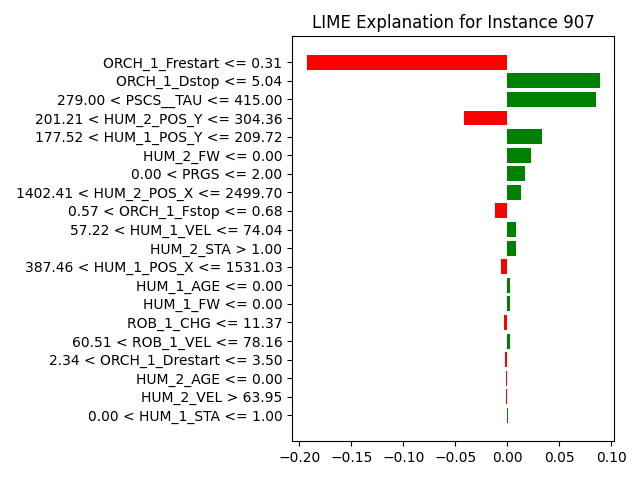 LIME Explanation for Instance 907
ORCH_1_Frestart <= 0.31
ORCH_1_Dstop <= 5.04
279.00 < PSCS__TAU <= 415.00
201.21 < HUM_2_POS_Y <= 304.36
177.52 < HUM_1_POS_Y <= 209.72
HUM_2_FW <= 0.00
0.00 < PRGS <= 2.00
1402.41 < HUM_2_POS_X <= 2499.70
0.57 < ORCH_1_Fstop <= 0.68
57.22 < HUM_1_VEL <= 74.04
HUM_2_STA > 1.00
387.46 < HUM_1_POS_X <= 1531.03
HUM_1_AGE <= 0.00
HUM_1_FW <= 0.00
ROB_1_CHG <= 11.37
60.51 < ROB_1_VEL <= 78.16
2.34 < ORCH_1_Drestart <= 3.50
HUM_2_AGE <= 0.00
HUM_2_VEL > 63.95
0.00 < HUM_1_STA <= 1.00
−0.20 −0.15 −0.10 −0.05 0.00 0.05 0.10